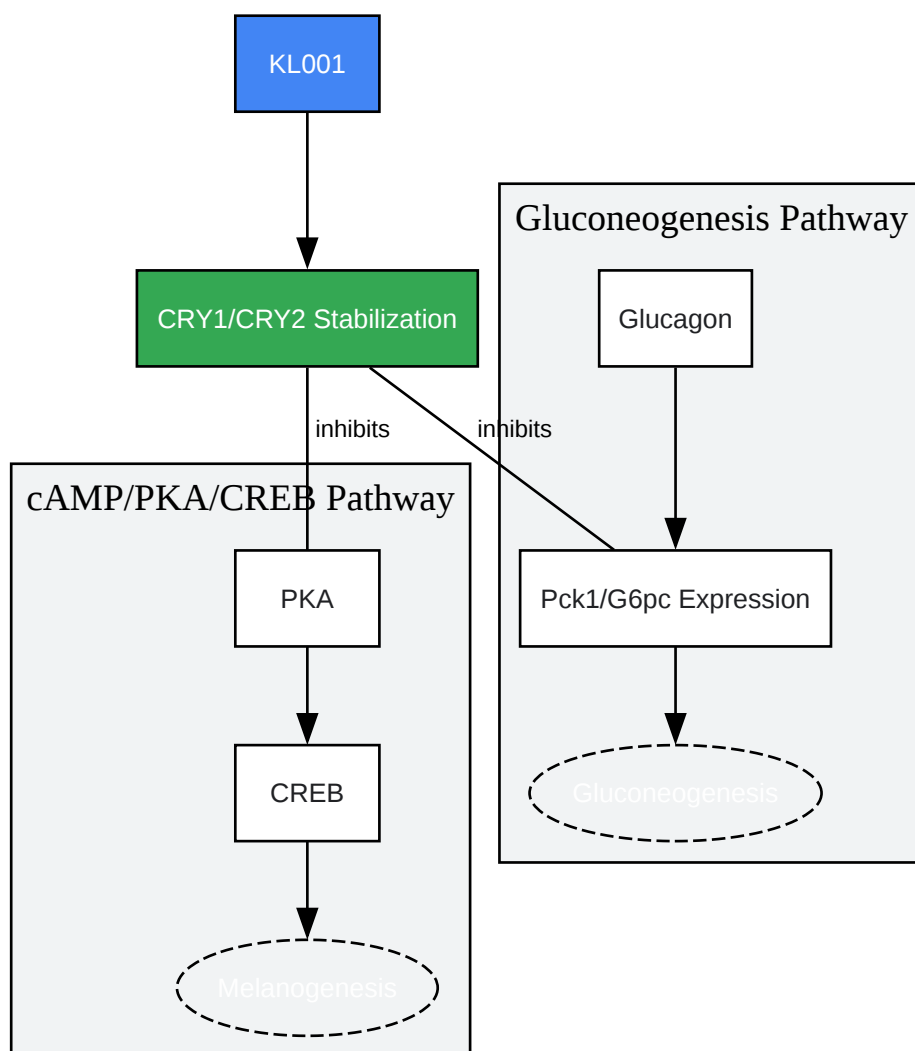 KL001
Gluconeogenesis Pathway
CRY1/CRY2 Stabilization
Glucagon
inhibits
inhibits
cAMP/PKA/CREB Pathway
PKA
Pck1/G6pc Expression
CREB
Gluconeogenesis
Melanogenesis